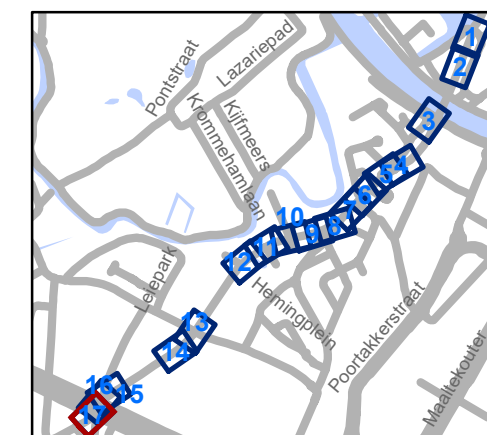 1
2
Pontstraat
Lazariepad
3
Krommehamlaan
Kijfmeers
4
5
6
7
8
9
10
11
12
Leiepark
Hemingplein
Poortakkerstraat
Maaltekouter
13
14
15
16
17